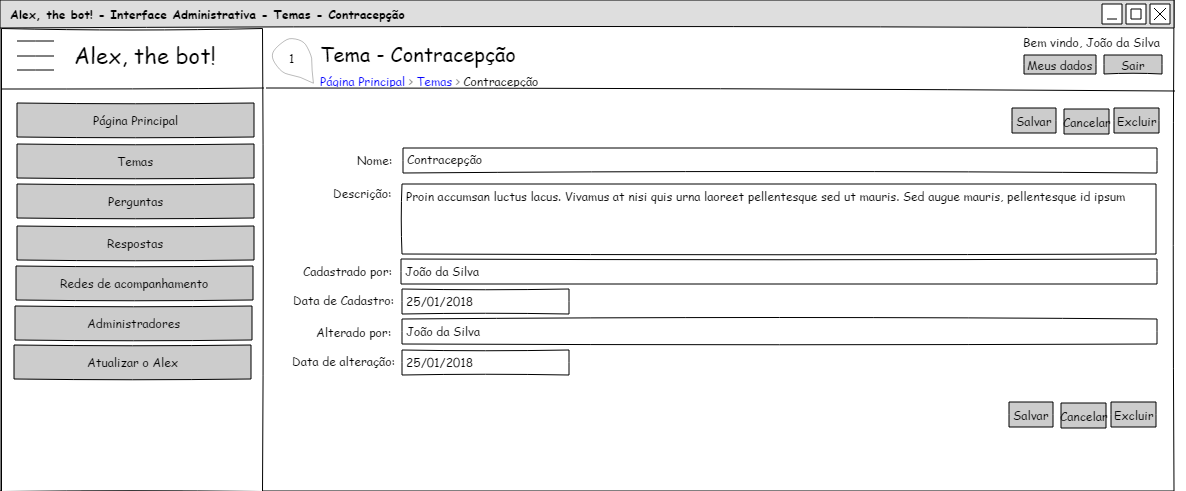 Alex, the bot! - Interface Administrativa - Temas - Contracepção
Alex, the bot!
1
Tema - Contracepção
Página Principal > Temas > Contracepção
Bem vindo, João da Silva
Meus dados
Sair
Página Principal
Temas
Perguntas
Respostas
Redes de acompanhamento
Administradores
Atualizar o Alex
Salvar
Cancelar
Excluir
Nome: Contracepção
Descrição: Proin accumsan luctus lacus. Vivamus at nisi quis urna laoreet pellentesque sed ut mauris. Sed augue mauris, pellentesque id ipsum
Cadastrado por: João da Silva
Data de Cadastro: 25/01/2018
Alterado por: João da Silva
Data de alteração: 25/01/2018
Salvar
Cancelar
Excluir